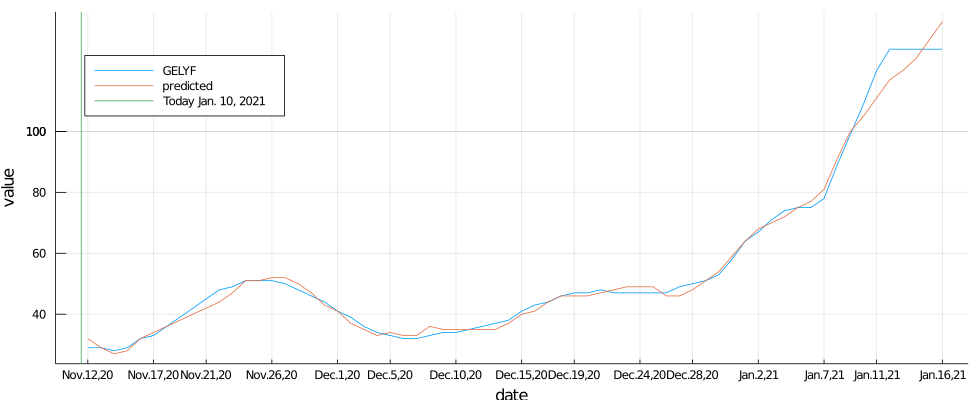 GELYF
predicted
Today Jan. 10, 2021
100
80
60
40
value
Nov.12,20 Nov.17,20 Nov.21,20 Nov.26,20 Dec.1,20 Dec.5,20 Dec.10,20 Dec.15,20 Dec.19,20 Dec.24,20 Dec.28,20 Jan.2,21 Jan.7,21 Jan.11,21 Jan.16,21
date